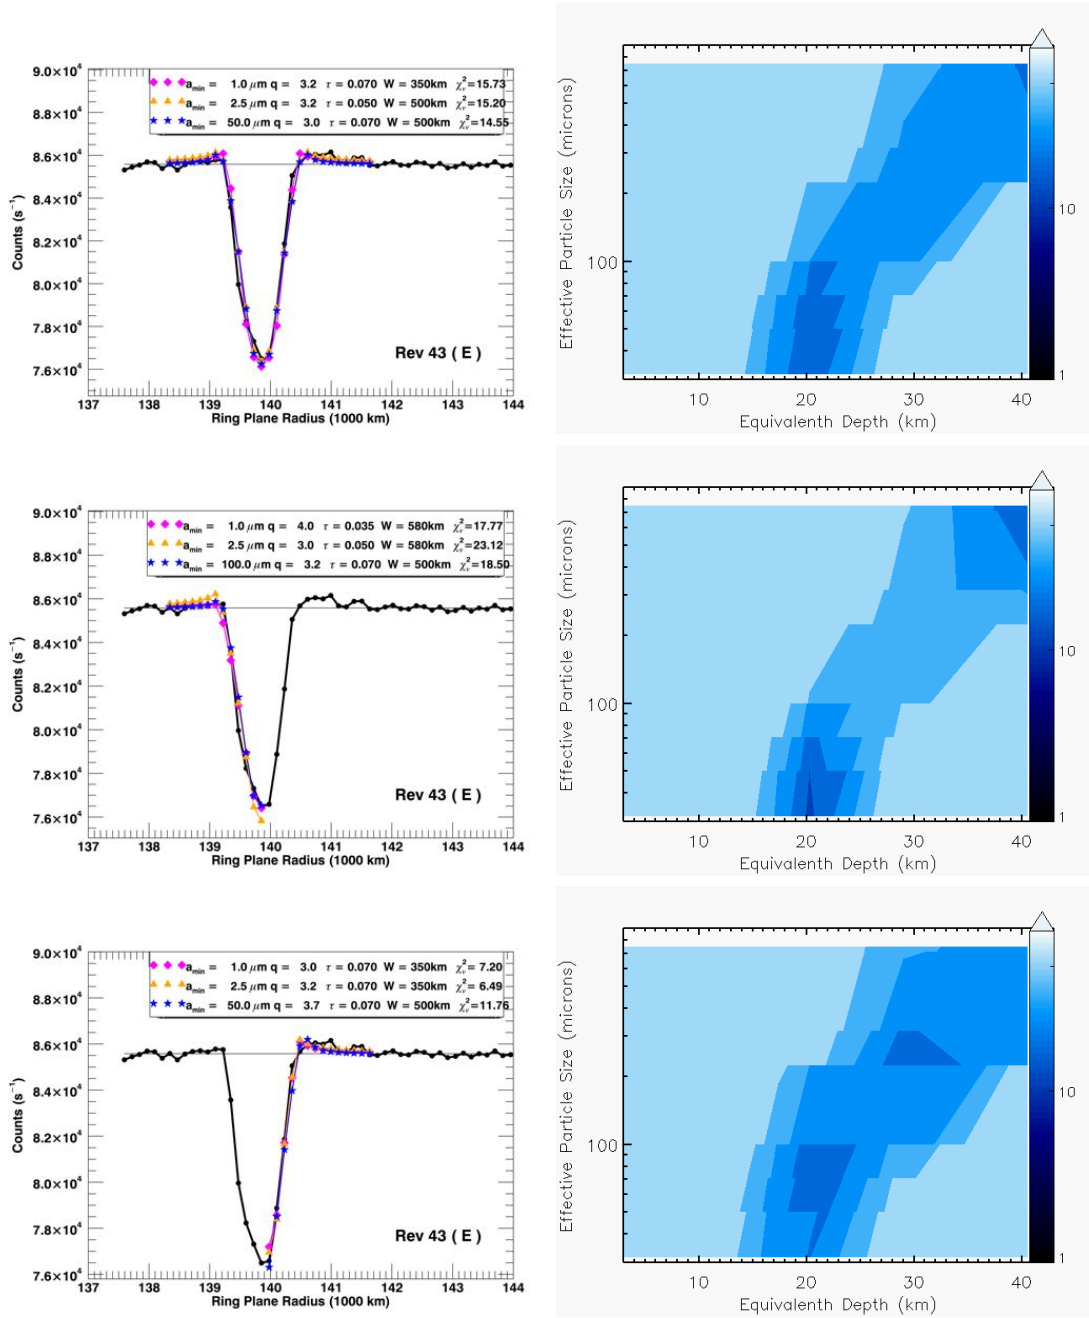 9.0×10⁴
8.8×10⁴
8.6×10⁴
8.4×10⁴
8.2×10⁴
8.0×10⁴
7.8×10⁴
7.6×10⁴
Counts (s⁻¹)
a_min = 1.0 μm q = 3.2 τ = 0.070 W = 350km χ_ν²=15.73
a_min = 2.5 μm q = 3.2 τ = 0.050 W = 500km χ_ν²=15.20
a_min = 50.0 μm q = 3.0 τ = 0.070 W = 500km χ_ν²=14.55
Rev 43 ( E )
137 138 139 140 141 142 143 144
Ring Plane Radius (1000 km)
Effective Particle Size (microns)
100
10 20 30 40
Equivalenth Depth (km)
10
1
9.0×10⁴
8.8×10⁴
8.6×10⁴
8.4×10⁴
8.2×10⁴
8.0×10⁴
7.8×10⁴
7.6×10⁴
Counts (s⁻¹)
a_min = 1.0 μm q = 4.0 τ = 0.035 W = 580km χ_ν²=17.77
a_min = 2.5 μm q = 3.0 τ = 0.050 W = 580km χ_ν²=23.12
a_min = 100.0 μm q = 3.2 τ = 0.070 W = 500km χ_ν²=18.50
Rev 43 ( E )
137 138 139 140 141 142 143 144
Ring Plane Radius (1000 km)
Effective Particle Size (microns)
100
10 20 30 40
Equivalenth Depth (km)
10
1
9.0×10⁴
8.8×10⁴
8.6×10⁴
8.4×10⁴
8.2×10⁴
8.0×10⁴
7.8×10⁴
7.6×10⁴
Counts (s⁻¹)
a_min = 1.0 μm q = 3.0 τ = 0.070 W = 350km χ_ν²=7.20
a_min = 2.5 μm q = 3.2 τ = 0.070 W = 350km χ_ν²=6.49
a_min = 50.0 μm q = 3.7 τ = 0.070 W = 500km χ_ν²=11.76
Rev 43 ( E )
137 138 139 140 141 142 143 144
Ring Plane Radius (1000 km)
Effective Particle Size (microns)
100
10 20 30 40
Equivalenth Depth (km)
10
1